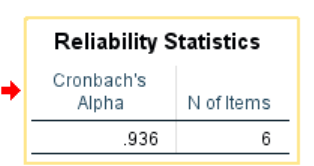 Reliability Statistics
Cronbach's
Alpha N of Items
.936 6